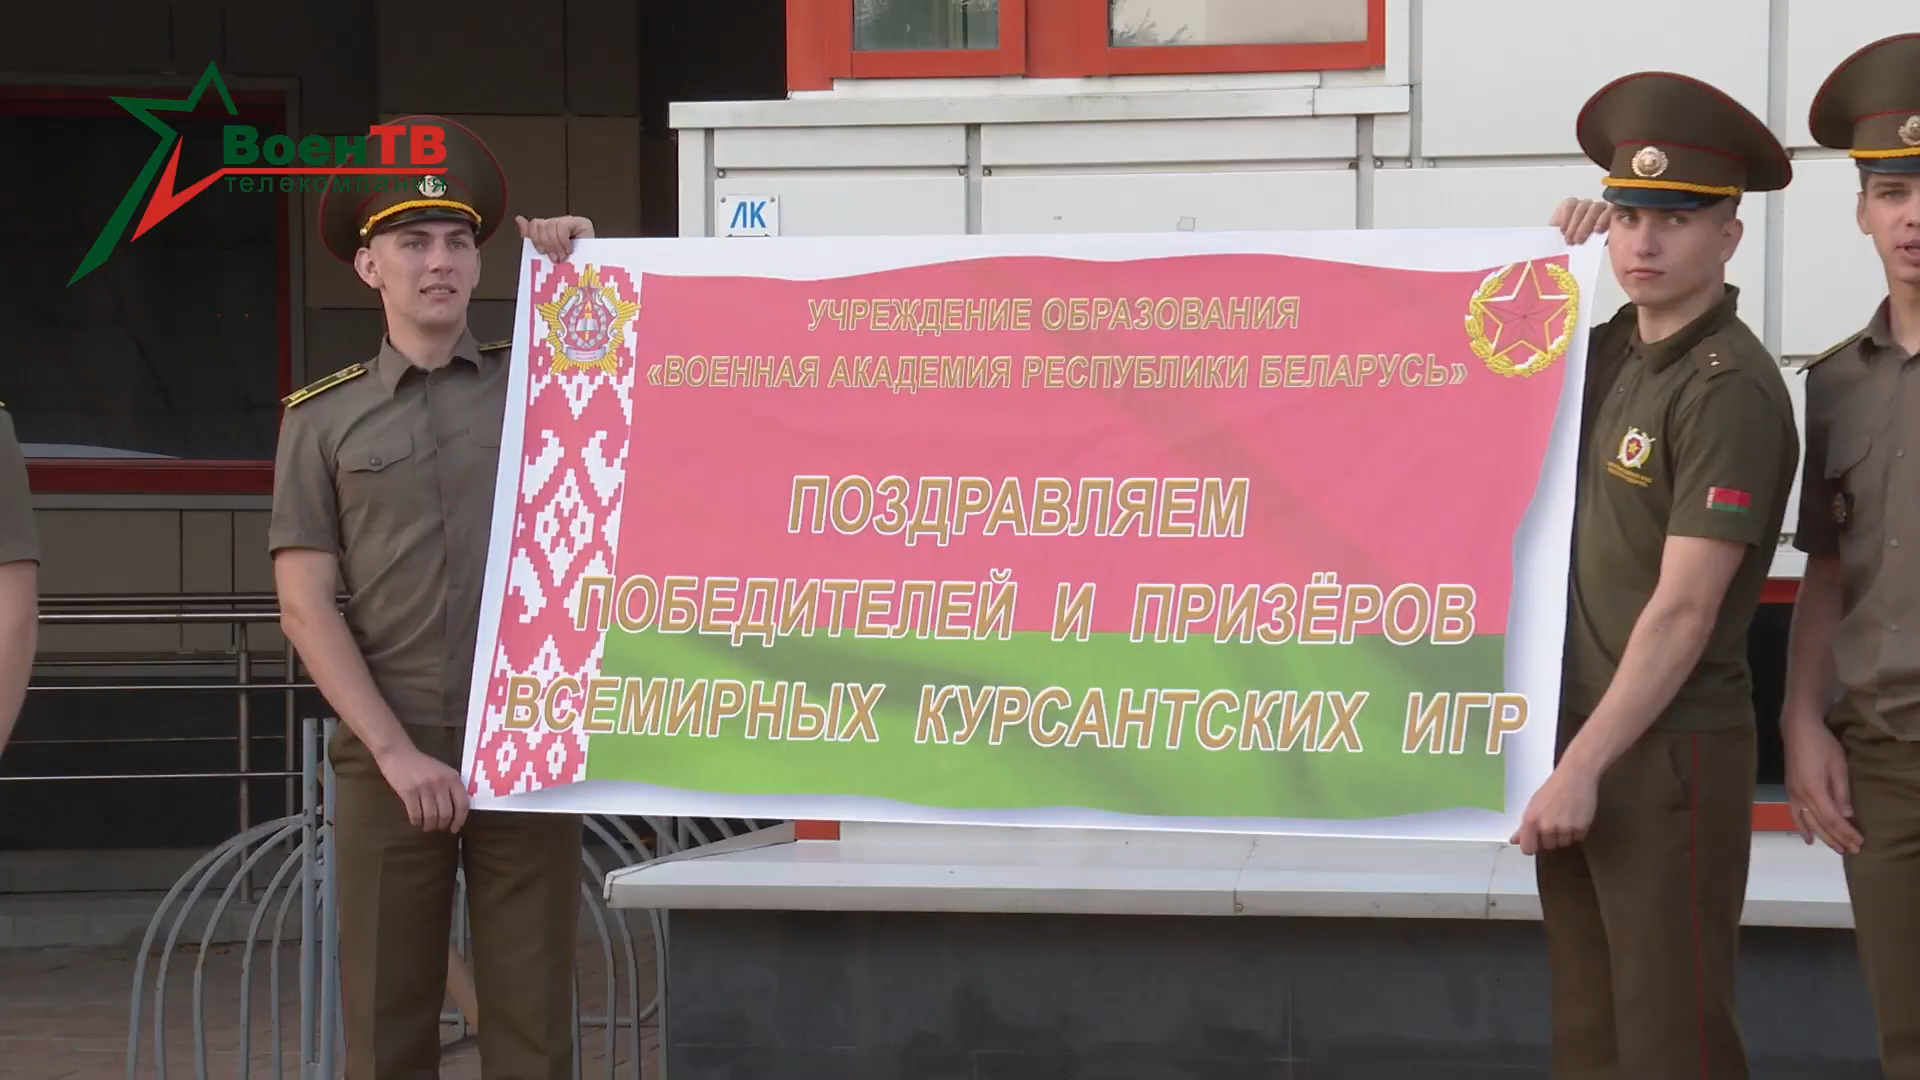 ВоенТВ
телекомпания
ЛК
УЧРЕЖДЕНИЕ ОБРАЗОВАНИЯ
«ВОЕННАЯ АКАДЕМИЯ РЕСПУБЛИКИ БЕЛАРУСЬ»
ПОЗДРАВЛЯЕМ
ПОБЕДИТЕЛЕЙ И ПРИЗЁРОВ
ВСЕМИРНЫХ КУРСАНТСКИХ ИГР